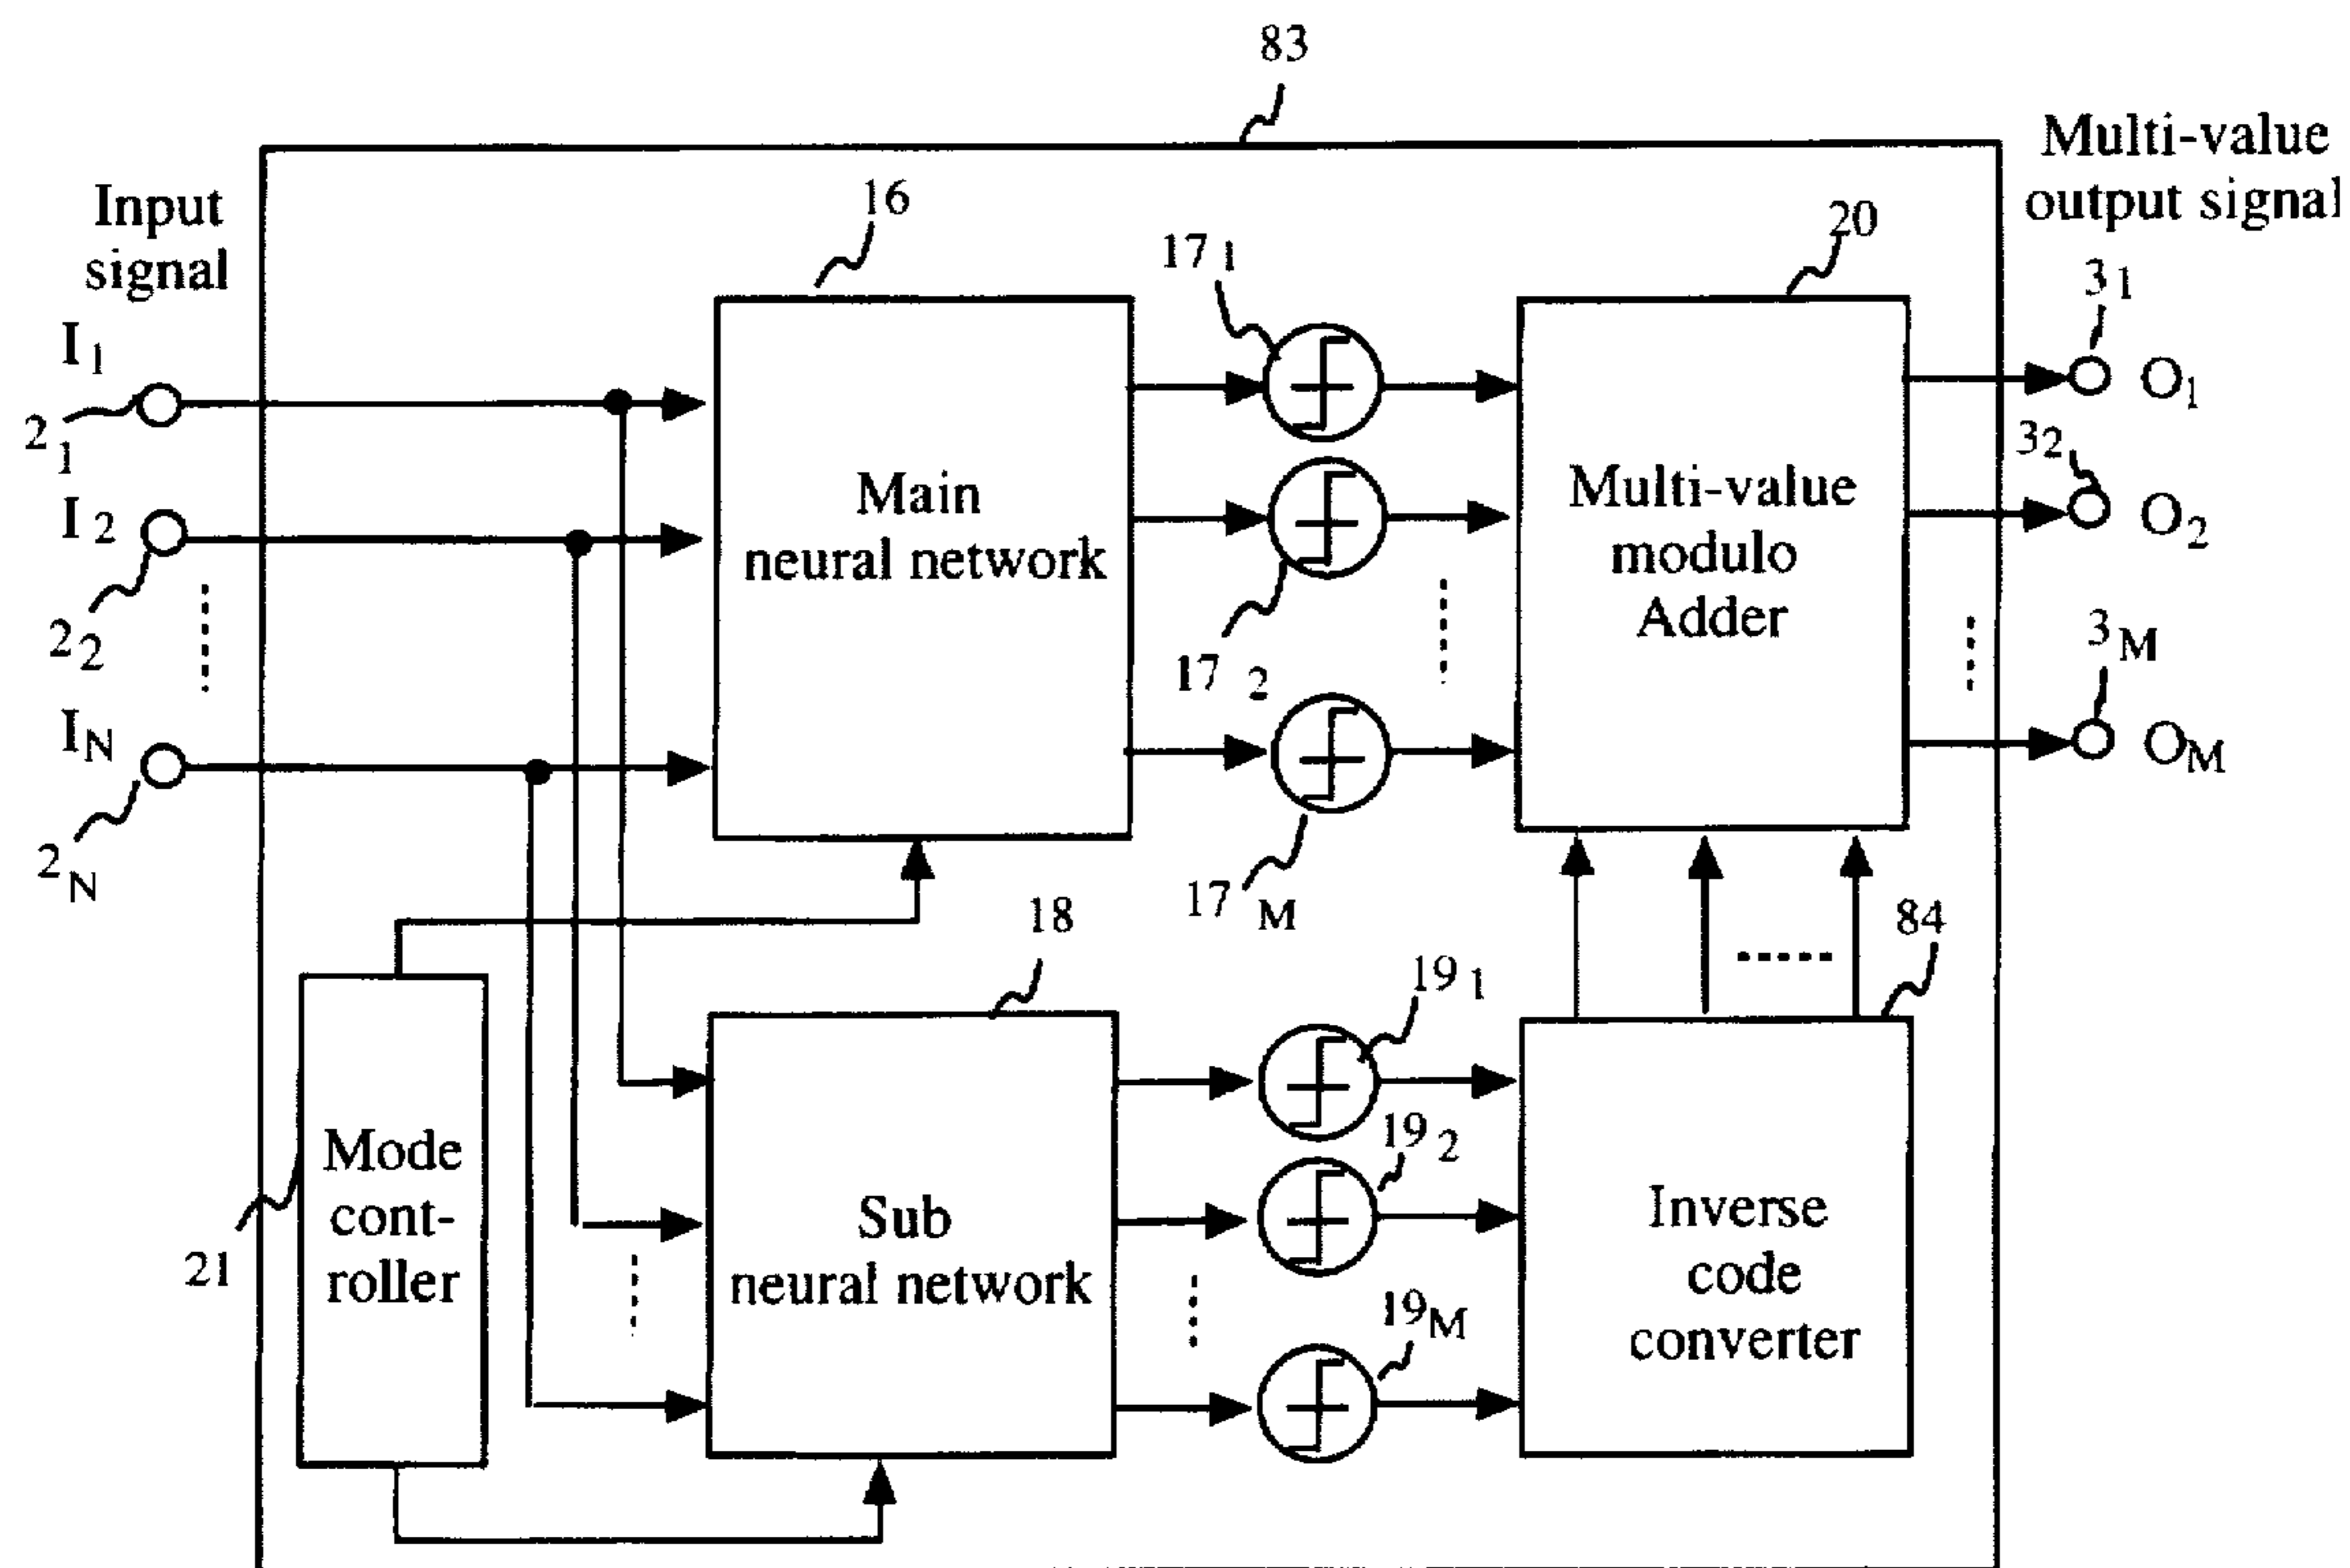 83
Multi-value
output signal
Input
signal
16
17 1
20
3 1
I 1
O1
2 1
32
I 2
Main
neural network
Multi-value
modulo
Adder
O2
22
17 2
3 M
IN
OM
2 N
17 M
18
84
19 1
Mode
cont-
roller
19 2
21
Sub
neural network
Inverse
code
converter
19M